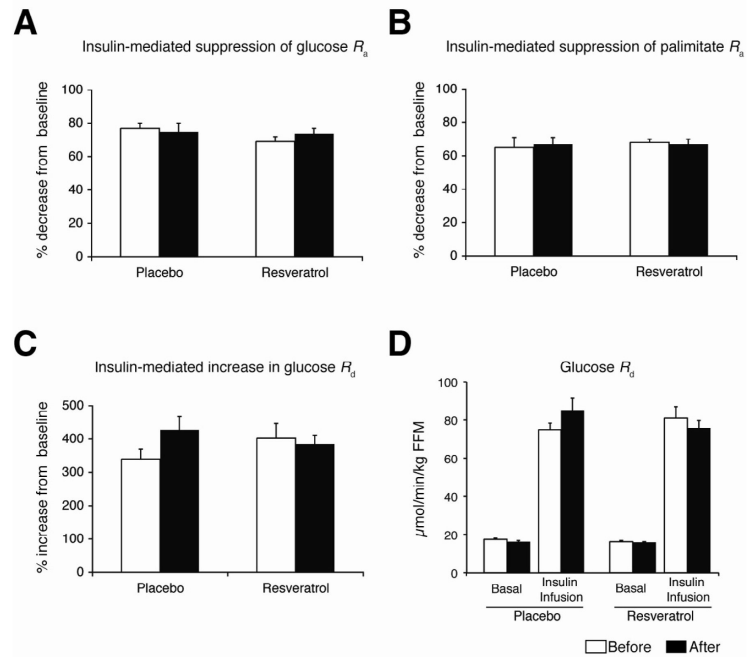 A
Insulin-mediated suppression of glucose Ra
% decrease from baseline
100
80
60
40
20
0
Placebo
Resveratrol
B
Insulin-mediated suppression of palimitate Ra
% decrease from baseline
100
80
60
40
20
0
Placebo
Resveratrol
C
Insulin-mediated increase in glucose Rd
% increase from baseline
500
400
300
200
100
0
Placebo
Resveratrol
D
Glucose Rd
µmol/min/kg FFM
100
80
60
40
20
0
Basal
Insulin
Infusion
Basal
Insulin
Infusion
Placebo
Resveratrol
Before
After